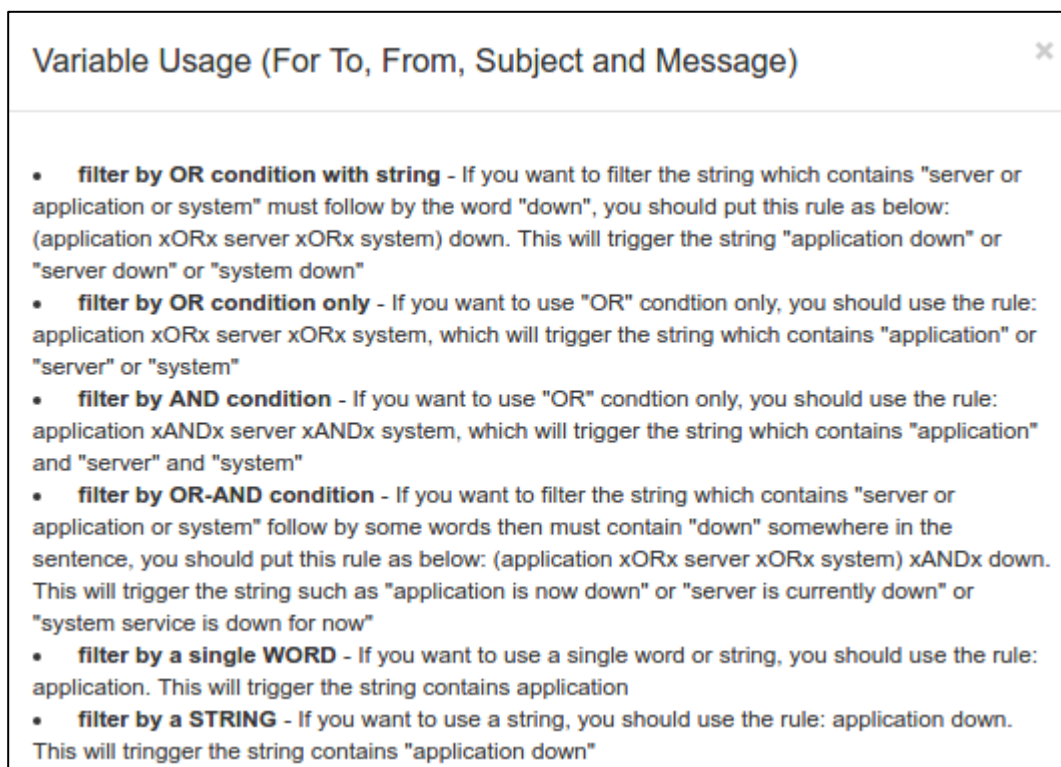 Variable Usage (For To, From, Subject and Message) ×
• filter by OR condition with string - If you want to filter the string which contains "server or
application or system" must follow by the word "down", you should put this rule as below:
(application xORx server xORx system) down. This will trigger the string "application down" or
"server down" or "system down"
• filter by OR condition only - If you want to use "OR" condtion only, you should use the rule:
application xORx server xORx system, which will trigger the string which contains "application" or
"server" or "system"
• filter by AND condition - If you want to use "OR" condtion only, you should use the rule:
application xANDx server xANDx system, which will trigger the string which contains "application"
and "server" and "system"
• filter by OR-AND condition - If you want to filter the string which contains "server or
application or system" follow by some words then must contain "down" somewhere in the
sentence, you should put this rule as below: (application xORx server xORx system) xANDx down.
This will trigger the string such as "application is now down" or "server is currently down" or
"system service is down for now"
• filter by a single WORD - If you want to use a single word or string, you should use the rule:
application. This will trigger the string contains application
• filter by a STRING - If you want to use a string, you should use the rule: application down.
This will tringger the string contains "application down"